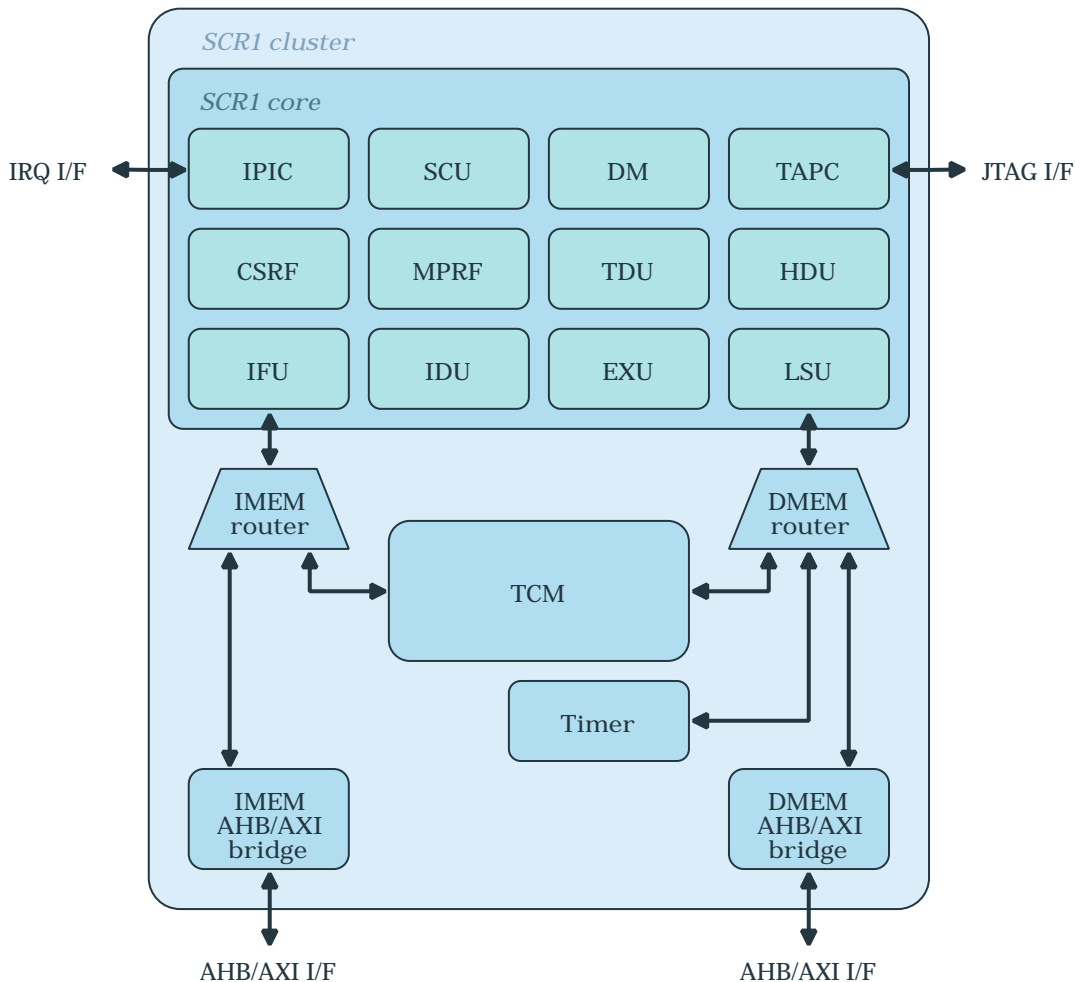 SCR1 cluster
SCR1 core
IRQ I/F
IPIC
SCU
DM
TAPC
JTAG I/F
CSRF
MPRF
TDU
HDU
IFU
IDU
EXU
LSU
IMEM
router
DMEM
router
TCM
Timer
IMEM
AHB/AXI
bridge
DMEM
AHB/AXI
bridge
AHB/AXI I/F
AHB/AXI I/F